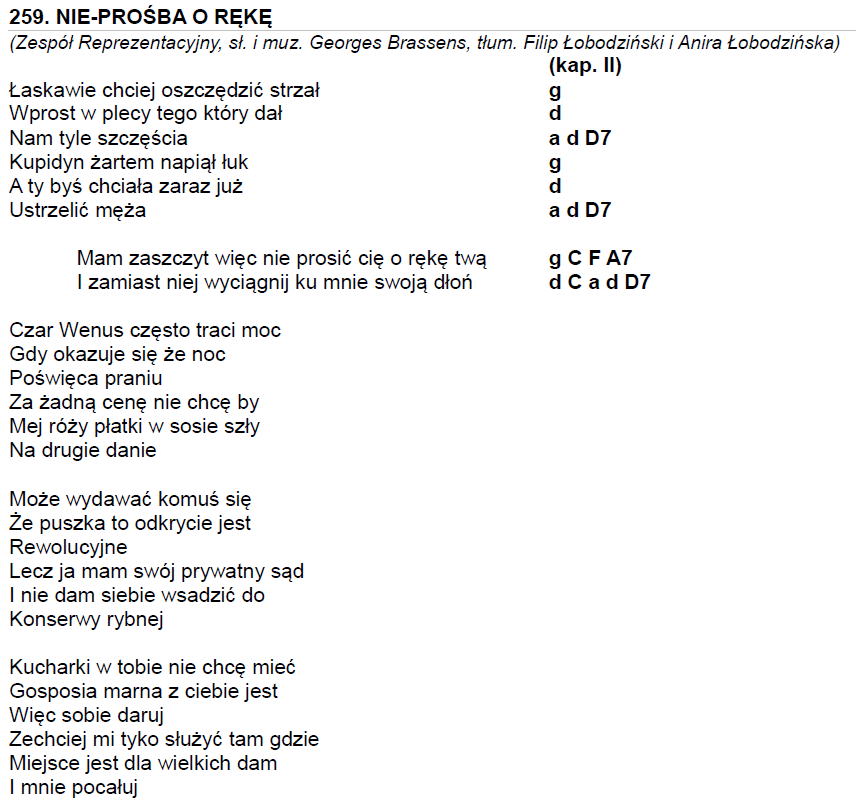 259. NIE-PROŚBA O RĘKĘ
(Zespół Reprezentacyjny, sł. i muz. Georges Brassens, tłum. Filip Łobodziński i Anira Łobodzińska)
(kap. II)
Łaskawie chciej oszczędzić strzał g
Wprost w plecy tego który dał d
Nam tyle szczęścia a d D7
Kupidyn żartem napiął łuk g
A ty byś chciała zaraz już d
Ustrzelić męża a d D7
Mam zaszczyt więc nie prosić cię o rękę twą g C F A7
I zamiast niej wyciągnij ku mnie swoją dłoń d C a d D7
Czar Wenus często traci moc
Gdy okazuje się że noc
Poświęca praniu
Za żadną cenę nie chcę by
Mej róży płatki w sosie szły
Na drugie danie
Może wydawać komuś się
Że puszka to odkrycie jest
Rewolucyjne
Lecz ja mam swój prywatny sąd
I nie dam siebie wsadzić do
Konserwy rybnej
Kucharki w tobie nie chcę mieć
Gosposia marna z ciebie jest
Więc sobie daruj
Zechciej mi tyko służyć tam gdzie
Miejsce jest dla wielkich dam
I mnie pocałuj